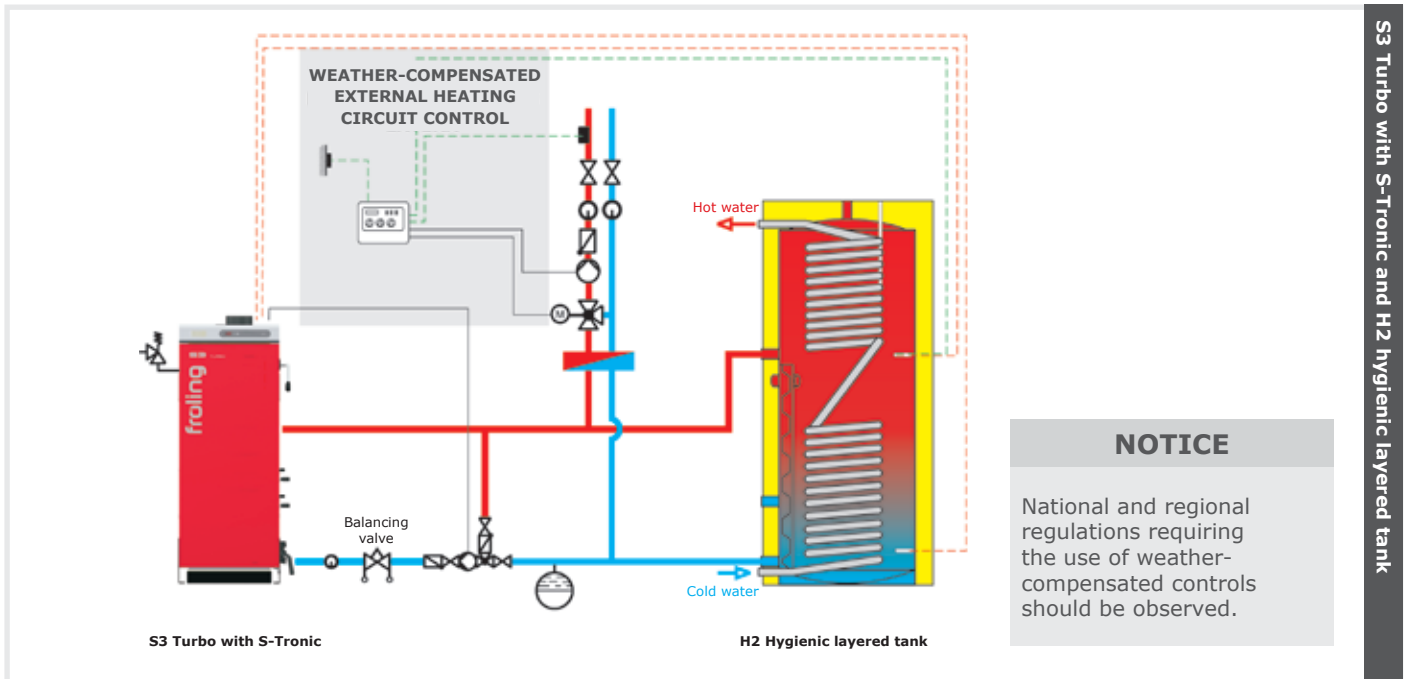 WEATHER-COMPENSATED
EXTERNAL HEATING
CIRCUIT CONTROL
M
Hot water
froling
Balancing
valve
Cold water
S3 Turbo with S-Tronic
H2 Hygienic layered tank
NOTICE
National and regional
regulations requiring
the use of weather-
compensated controls
should be observed.
S3 Turbo with S-Tronic and H2 hygienic layered tank